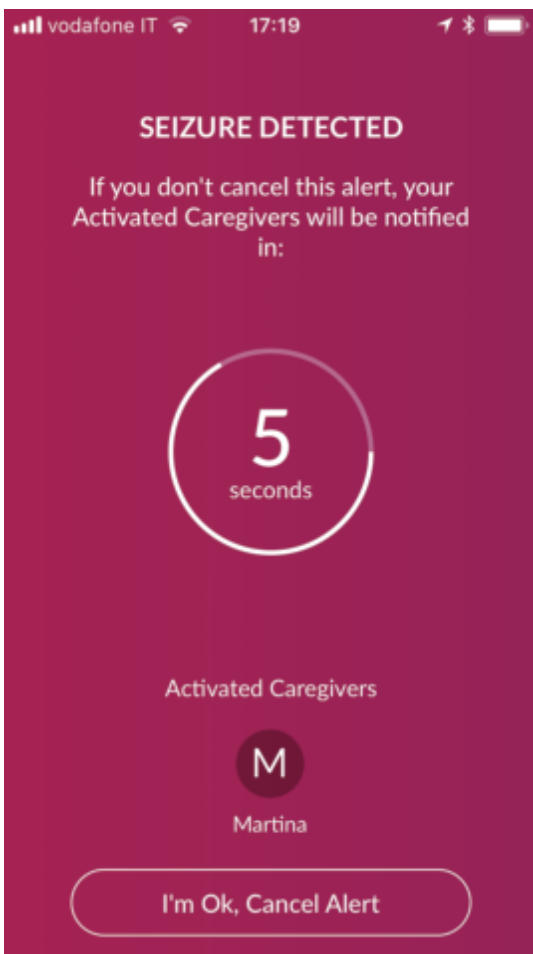 vodafone IT 17:19
SEIZURE DETECTED
If you don't cancel this alert, your
Activated Caregivers will be notified
in:
5
seconds
Activated Caregivers
M
Martina
I'm Ok, Cancel Alert